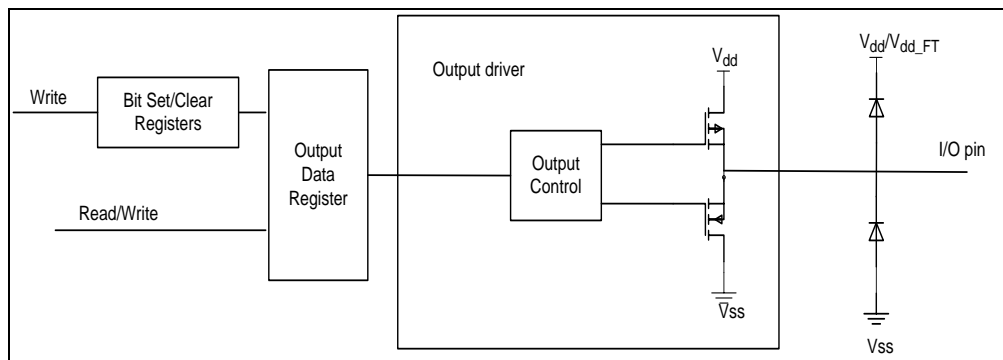 Write
Bit Set/Clear
Registers
Read/Write
Output
Data
Register
Output driver
Output
Control
Vdd
Vss
Vdd/Vdd_FT
I/O pin
Vss